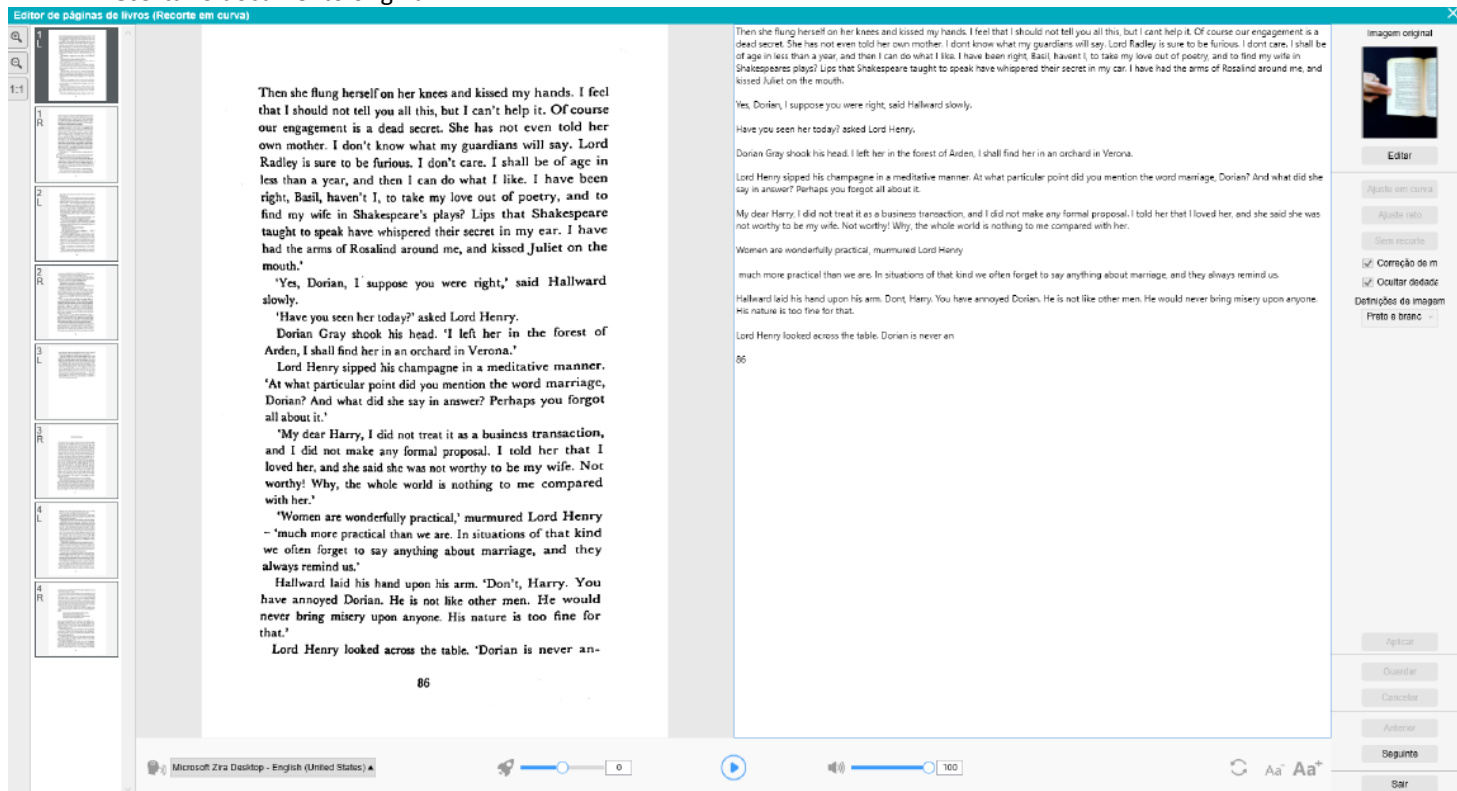 Editor de páginas de livros (Recorte em curva)
1:1
1
L
1
R
2
L
2
R
3
L
3
R
4
L
4
R
Then she flung herself on her knees and kissed my hands. I feel
that I should not tell you all this, but I can't help it. Of course
our engagement is a dead secret. She has not even told her
own mother. I don't know what my guardians will say. Lord
Radley is sure to be furious. I don't care. I shall be of age in
less than a year, and then I can do what I like. I have been
right, Basil, haven't I, to take my love out of poetry, and to
find my wife in Shakespeare's plays? Lips that Shakespeare
taught to speak have whispered their secret in my ear. I have
had the arms of Rosalind around me, and kissed Juliet on the
mouth.'
'Yes, Dorian, I suppose you were right,' said Hallward
slowly.
'Have you seen her today?' asked Lord Henry.
Dorian Gray shook his head. 'I left her in the forest of
Arden, I shall find her in an orchard in Verona.'
Lord Henry sipped his champagne in a meditative manner.
'At what particular point did you mention the word marriage,
Dorian? And what did she say in answer? Perhaps you forgot
all about it.'
'My dear Harry, I did not treat it as a business transaction,
and I did not make any formal proposal. I told her that I
loved her, and she said she was not worthy to be my wife. Not
worthy! Why, the whole world is nothing to me compared
with her.'
'Women are wonderfully practical,' murmured Lord Henry
– 'much more practical than we are. In situations of that kind
we often forget to say anything about marriage, and they
always remind us.'
Hallward laid his hand upon his arm. 'Don't, Harry. You
have annoyed Dorian. He is not like other men. He would
never bring misery upon anyone. His nature is too fine for
that.'
Lord Henry looked across the table. 'Dorian is never an-
86
Then she flung herself on her knees and kissed my hands. I feel that I should not tell you all this, but I cant help it. Of course our engagement is a
dead secret. She has not even told her own mother. I dont know what my guardians will say. Lord Radley is sure to be furious. I dont care. I shall be
of age in less than a year, and then I can do what I like. I have been right, Basil, havent I, to take my love out of poetry, and to find my wife in
Shakespeares plays? Lips that Shakespeare taught to speak have whispered their secret in my car. I have had the arms of Rosalind around me, and
kissed Juliet on the mouth.
Yes, Dorian, I suppose you were right, said Hallward slowly.
Have you seen her today? asked Lord Henry.
Dorian Gray shook his head. I left her in the forest of Arden, I shall find her in an orchard in Verona.
Lord Henry sipped his champagne in a meditative manner. At what particular point did you mention the word marriage, Dorian? And what did she
say in answer? Perhaps you forgot all about it.
My dear Harry, I did not treat it as a business transaction, and I did not make any formal proposal. I told her that I loved her, and she said she was
not worthy to be my wife. Not worthy! Why, the whole world is nothing to me compared with her.
Women are wonderfully practical, murmured Lord Henry
much more practical than we are. In situations of that kind we often forget to say anything about marriage, and they always remind us.
Hallward laid his hand upon his arm. Dont, Harry. You have annoyed Dorian. He is not like other men. He would never bring misery upon anyone.
His nature is too fine for that.
Lord Henry looked across the table. Dorian is never an
86
Imagem original
Editar
Ajuste em curva
Ajuste reto
Sem recorte
Correção de m
Ocultar dedada
Definições de imagem
Preto e branc
Aplicar
Guardar
Cancelar
Anterior
Seguinte
Sair
Microsoft Zira Desktop - English (United States)
0
100
Aa-
Aa+